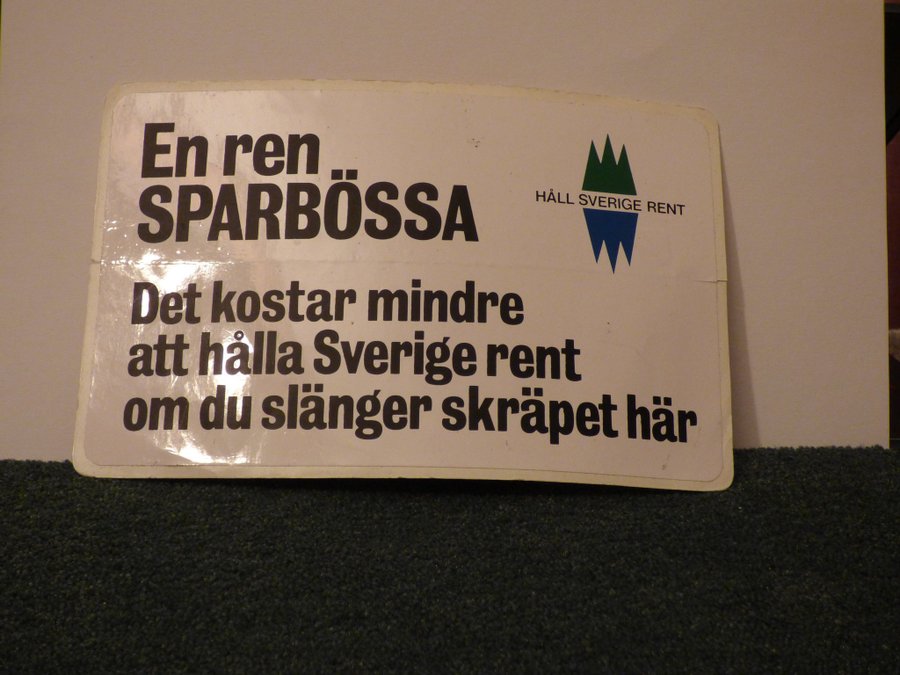 En ren
SPARBÖSSA
HÅLL SVERIGE RENT
Det kostar mindre
att hålla Sverige rent
om du slänger skräpet här